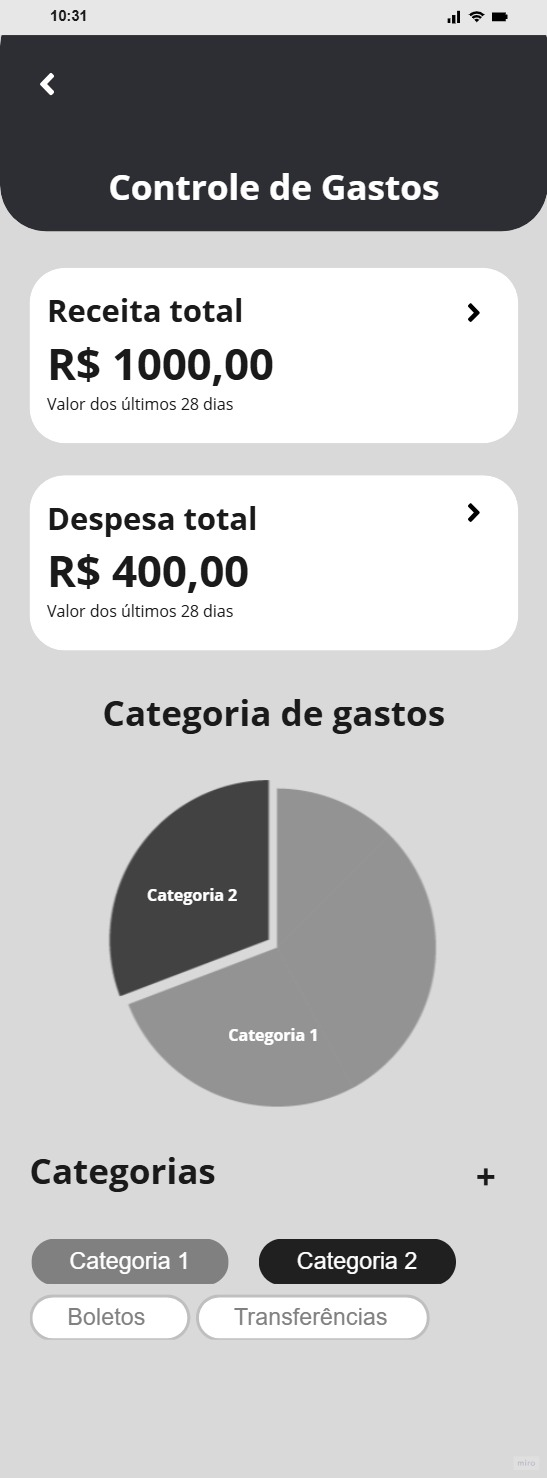 10:31
Controle de Gastos
Receita total
R$ 1000,00
Valor dos últimos 28 dias
Despesa total
R$ 400,00
Valor dos últimos 28 dias
Categoria de gastos
Categoria 2
Categoria 1
Categorias
+
Categoria 1 Categoria 2
Boletos Transferências
miro